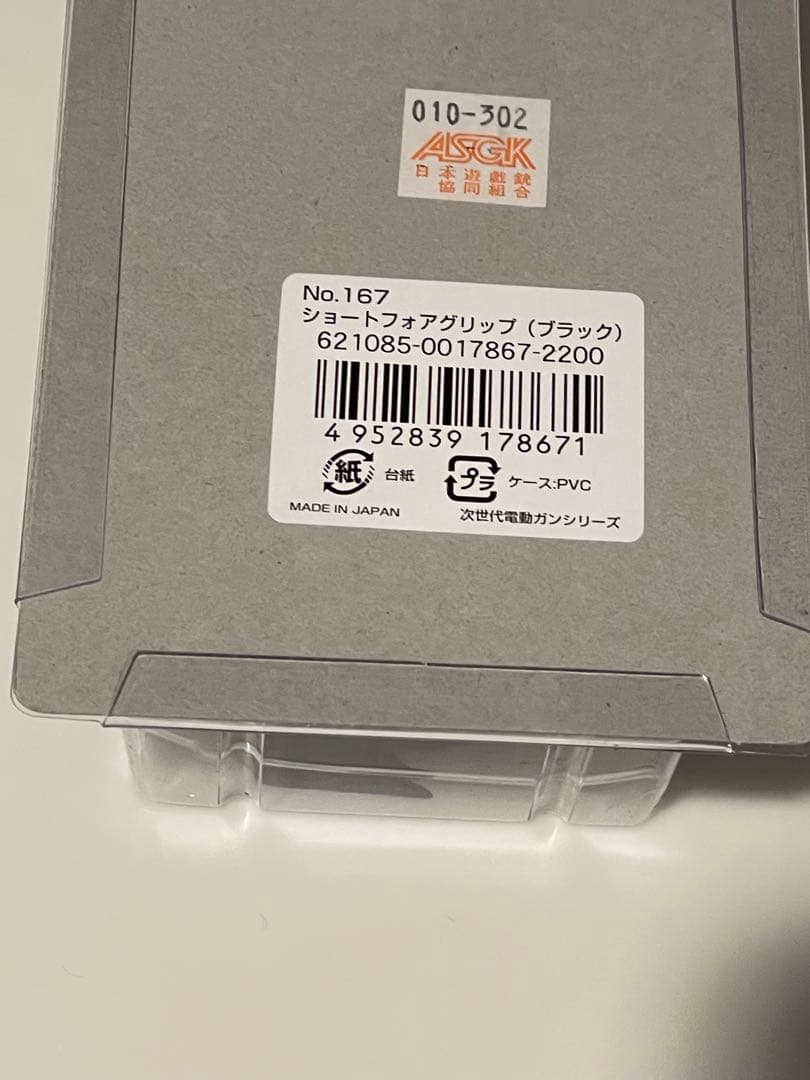 010-302
ASGK
日本遊戯銃
協同組合
No.167
ショートフォアグリップ（ブラック）
621085-0017867-2200
4 952839 178671
紙 台紙
プラ ケース:PVC
MADE IN JAPAN
次世代電動ガンシリーズ